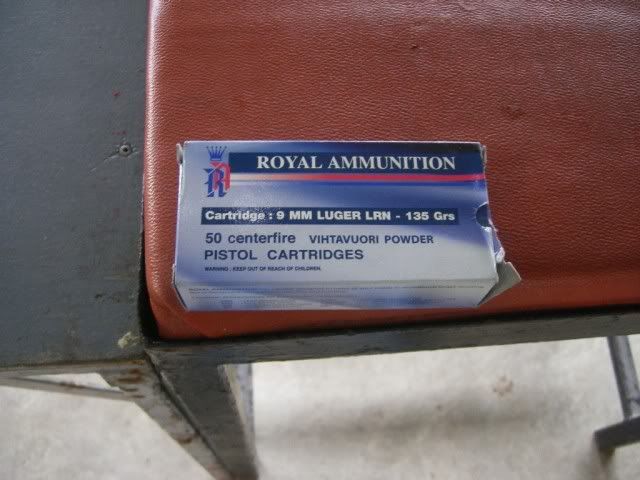 ROYAL AMMUNITION
Cartridge : 9 MM LUGER LRN - 135 Grs
50 centerfire VIHTAVUORI POWDER
PISTOL CARTRIDGES
WARNING : KEEP OUT OF REACH OF CHILDREN.